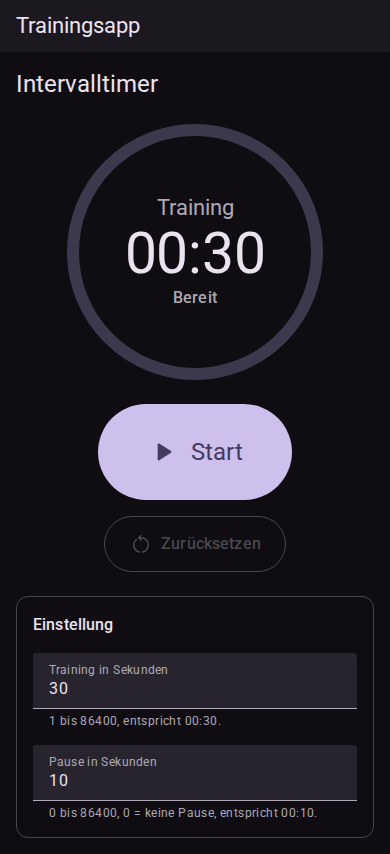 Trainingsapp
Intervalltimer
Training
00:30
Bereit
Start
Zurücksetzen
Einstellung
Training in Sekunden
30
1 bis 86400, entspricht 00:30.
Pause in Sekunden
10
0 bis 86400, 0 = keine Pause, entspricht 00:10.